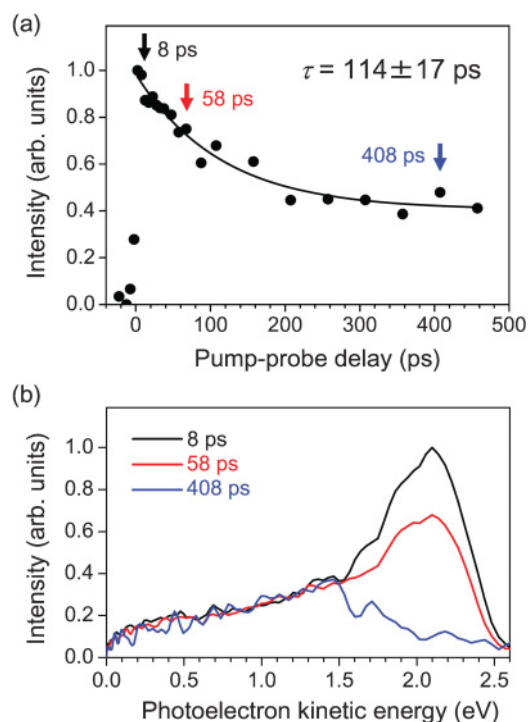 (a)
8 ps
τ = 114±17 ps
58 ps
408 ps
Intensity (arb. units)
1.0
0.8
0.6
0.4
0.2
0.0
0 100 200 300 400 500
Pump-probe delay (ps)
(b)
8 ps
58 ps
408 ps
Intensity (arb. units)
1.0
0.8
0.6
0.4
0.2
0.0
0.0 0.5 1.0 1.5 2.0 2.5
Photoelectron kinetic energy (eV)